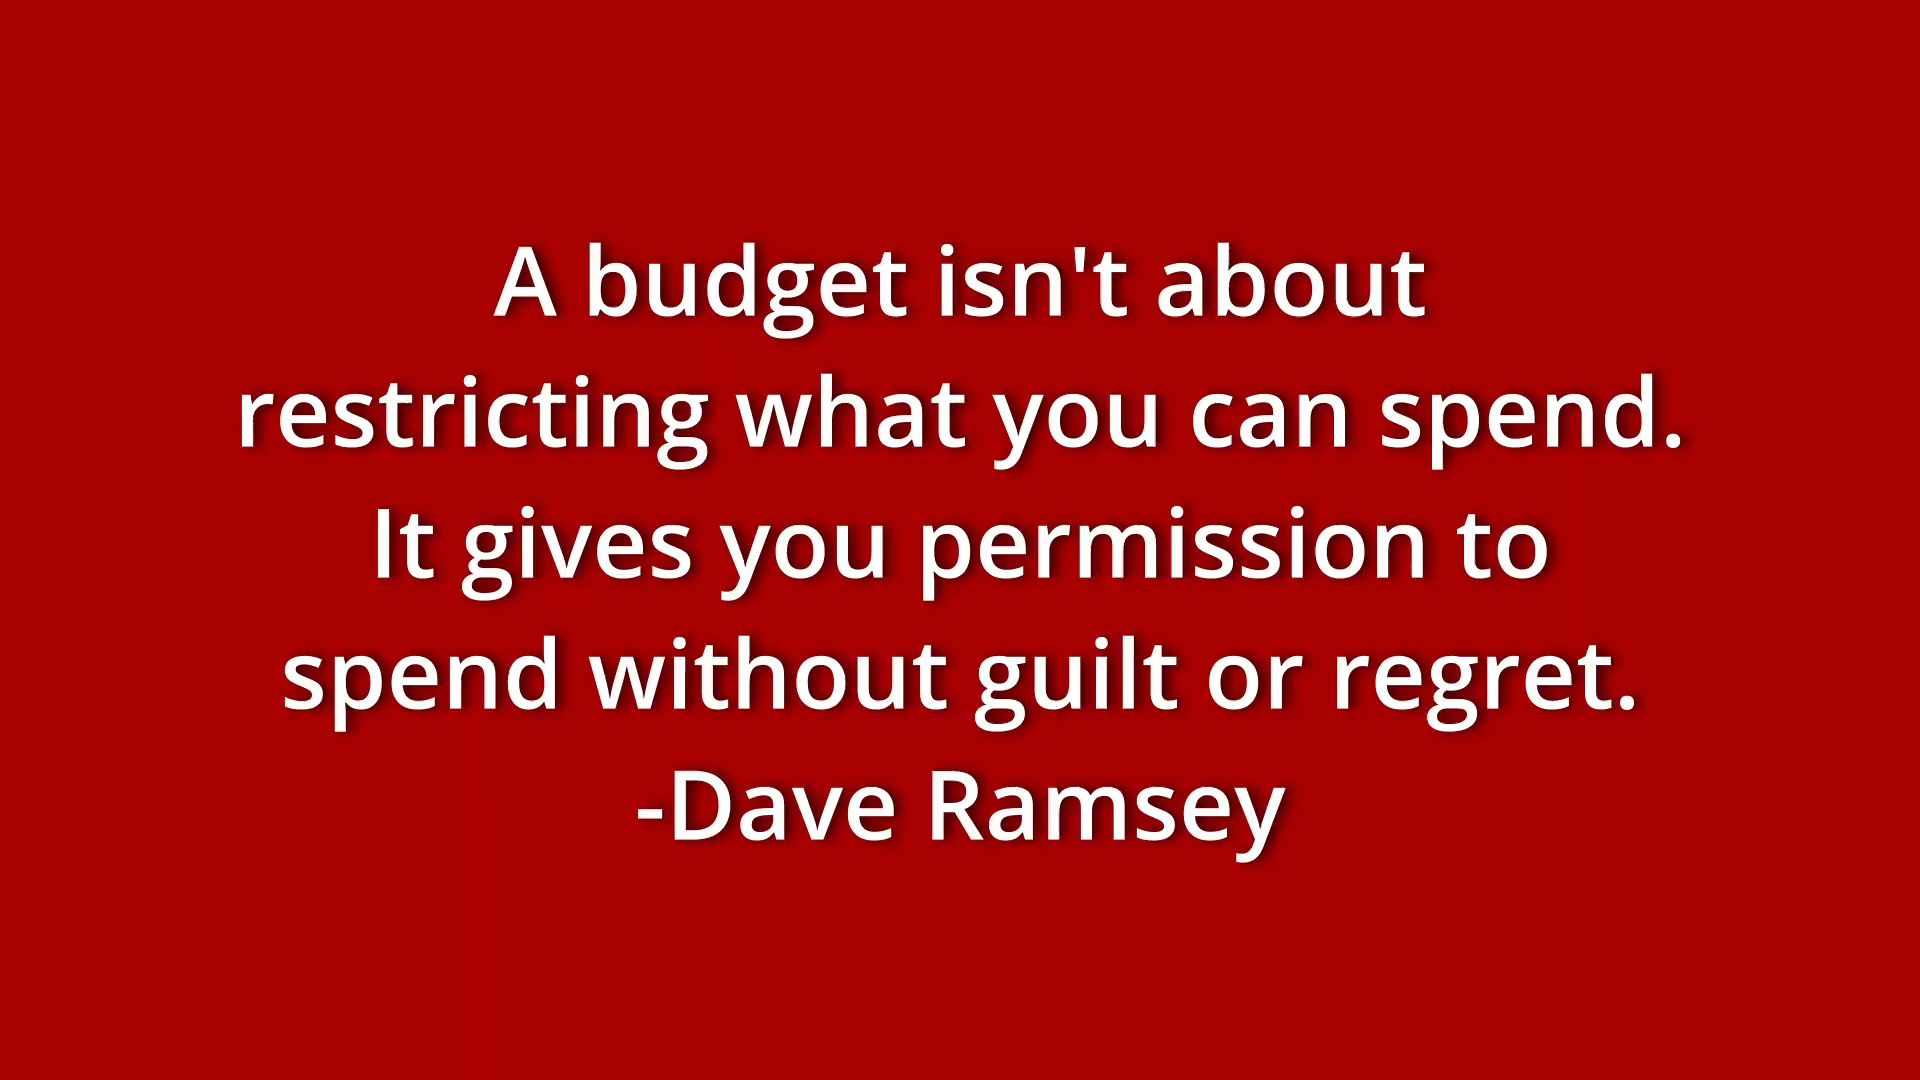 A budget isn't about
restricting what you can spend.
It gives you permission to
spend without guilt or regret.
-Dave Ramsey